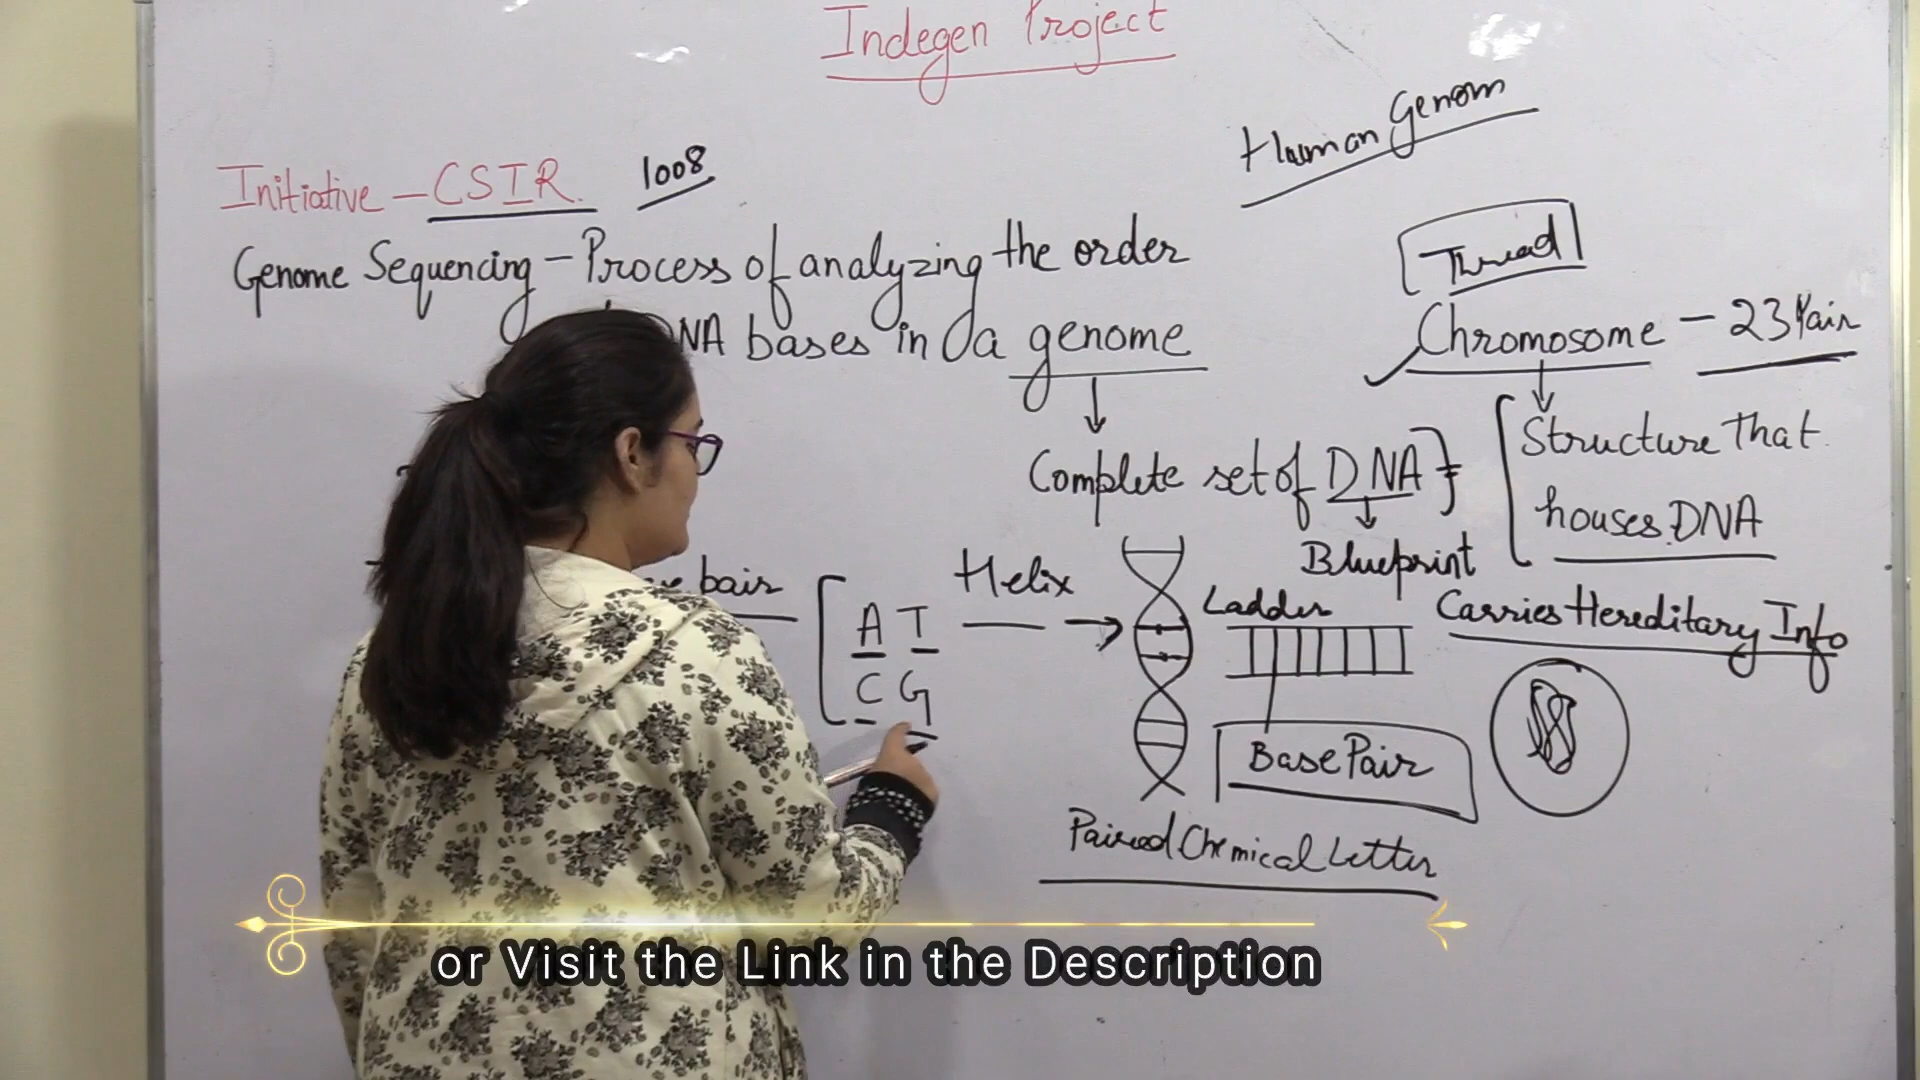 Indegen Project
Human Genom
Initiative - CSIR. 1008
Genome Sequencing - Process of analyzing the order
DNA bases in a genome
Thread
Chromosome - 23 Pair
Structure That
houses DNA
Complete set of DNA
Blueprint
Carries Hereditary Info
bair
A T
C G
Helix
Ladder
Base Pair
Paired Chemical Letter
or Visit the Link in the Description